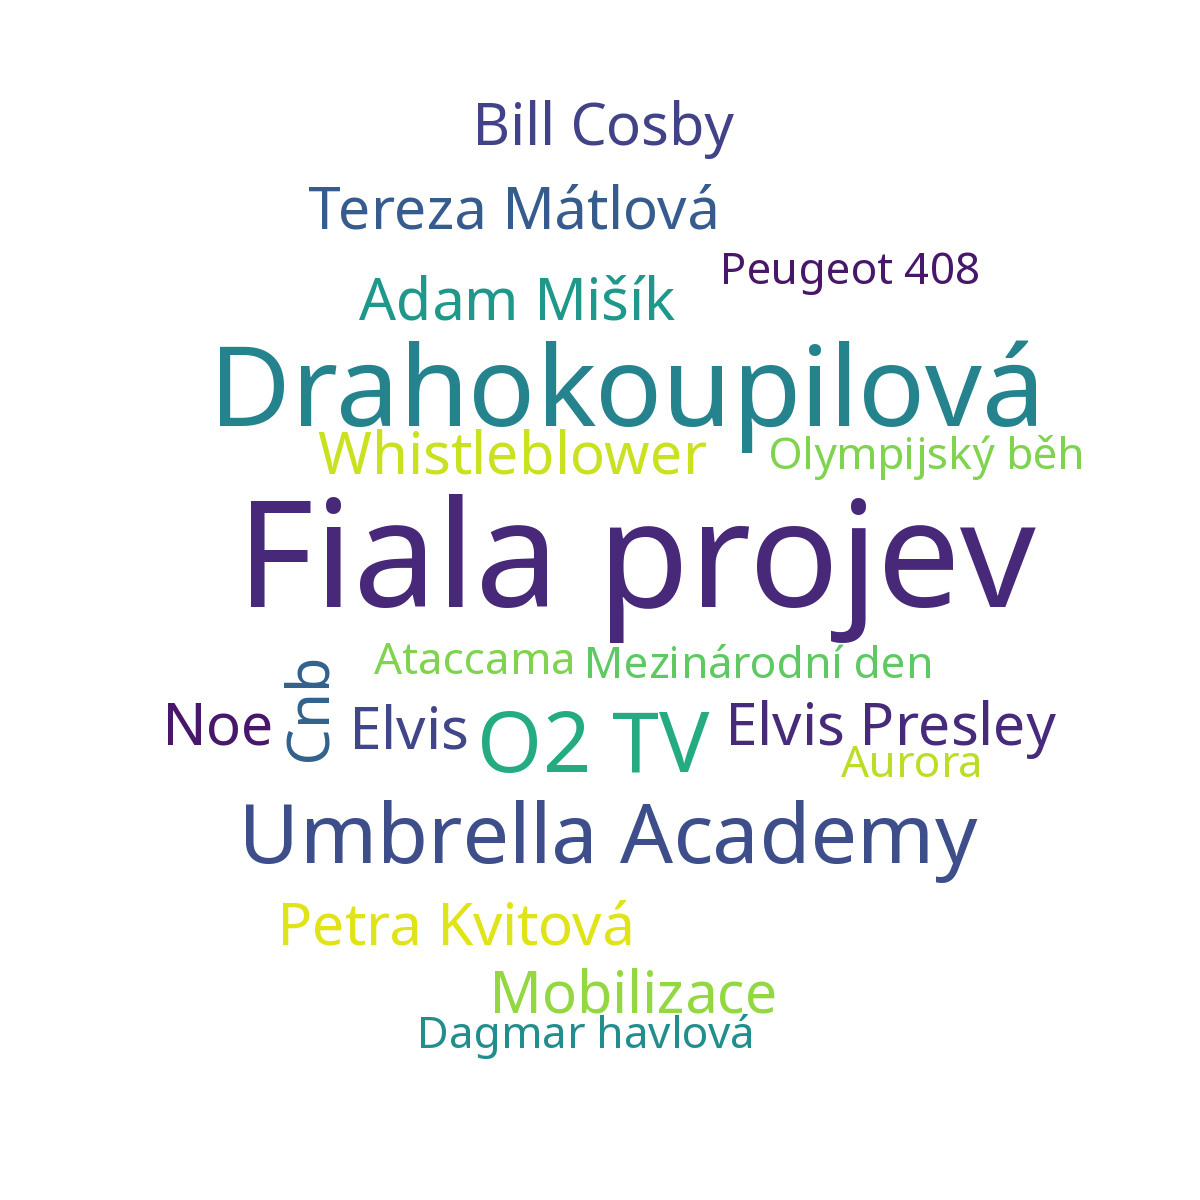 Bill Cosby
Tereza Mátlová
Peugeot 408
Adam Mišík
Drahokoupilová
Whistleblower
Olympijský běh
Fiala projev
Ataccama
Mezinárodní den
Cnb
Noe
Elvis
O2 TV
Elvis Presley
Aurora
Umbrella Academy
Petra Kvitová
Mobilizace
Dagmar havlová